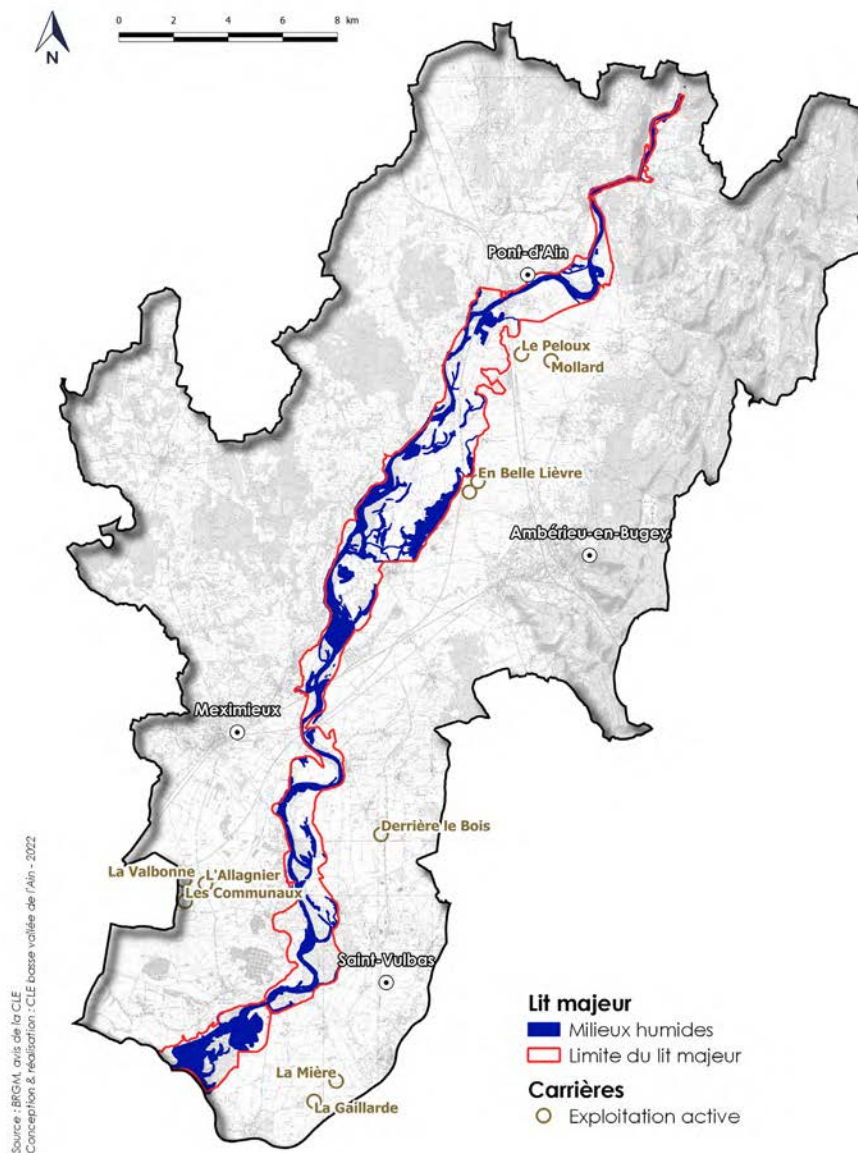 0 2 4 6 8 km
N
Pont-d'Ain
Le Peloux
Mollard
En Belle Lièvre
Ambérieu-en-Bugey
Meximieux
Derrière le Bois
La Valbonne
L'Allagnier
Les Communaux
Saint-Vulbas
La Mière
La Gaillarde
Lit majeur
Milieux humides
Limite du lit majeur
Carrières
Exploitation active
Source : BRGM, avis de la CLE
Conception & réalisation : CLE basse vallée de l'Ain - 2022